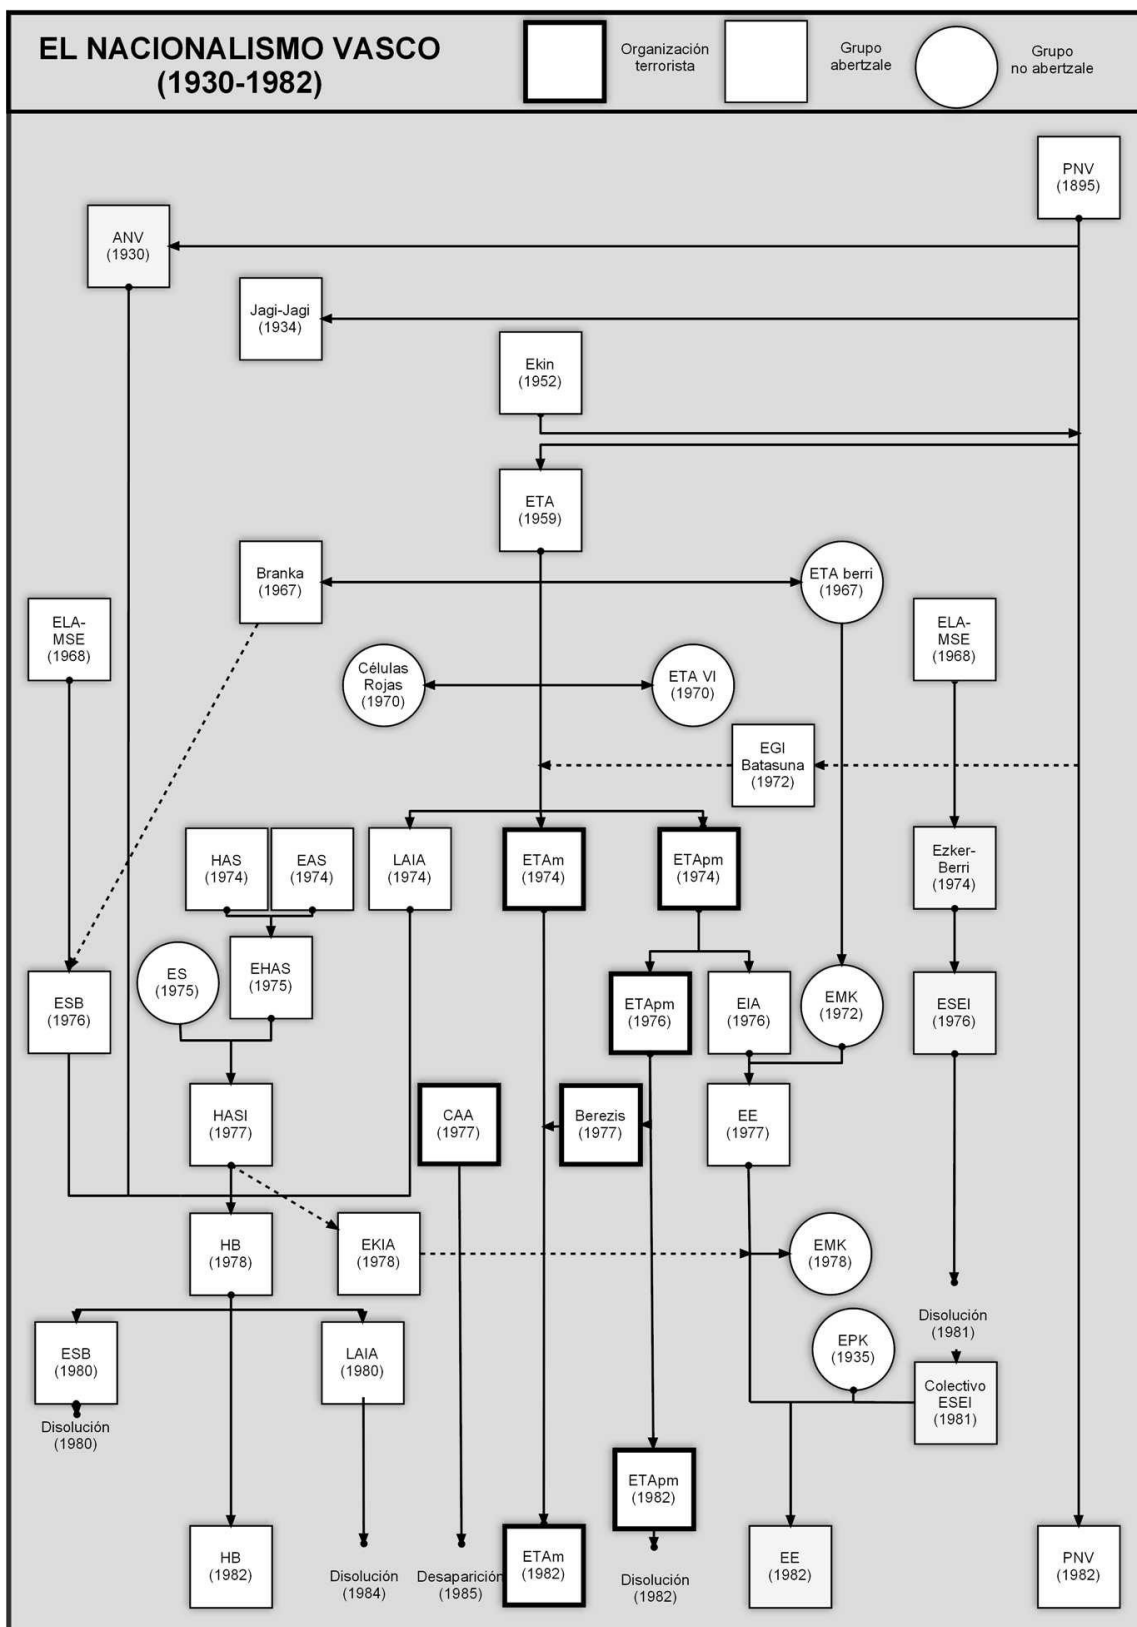 EL NACIONALISMO VASCO
(1930-1982)
Organización
terrorista
Grupo
abertzale
Grupo
no abertzale
PNV
(1895)
ANV
(1930)
Jagi-Jagi
(1934)
Ekin
(1952)
ETA
(1959)
Branka
(1967)
ETA berri
(1967)
ELA-
MSE
(1968)
ELA-
MSE
(1968)
Células
Rojas
(1970)
ETA VI
(1970)
EGI
Batasuna
(1972)
HAS
(1974)
EAS
(1974)
LAIA
(1974)
ETAm
(1974)
ETApm
(1974)
Ezker-
Berri
(1974)
ESB
(1976)
ES
(1975)
EHAS
(1975)
ETApm
(1976)
EIA
(1976)
EMK
(1972)
ESEI
(1976)
HASI
(1977)
CAA
(1977)
Berezis
(1977)
EE
(1977)
HB
(1978)
EKIA
(1978)
EMK
(1978)
Disolución
(1981)
ESB
(1980)
LAIA
(1980)
EPK
(1935)
Colectivo
ESEI
(1981)
Disolución
(1980)
ETApm
(1982)
HB
(1982)
Disolución
(1984)
Desaparición
(1985)
ETAm
(1982)
Disolución
(1982)
EE
(1982)
PNV
(1982)